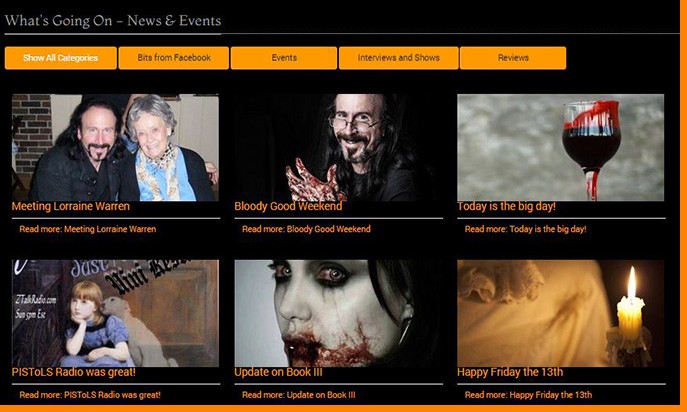 What's Going On – News & Events
Show All Categories
Bits from Facebook
Events
Interviews and Shows
Reviews
Meeting Lorraine Warren
Bloody Good Weekend
Today is the big day!
Read more: Meeting Lorraine Warren
Read more: Bloody Good Weekend
Read more: Today is the big day!
ZTalkRadio.com
5un 9pm Est
PISToLS Radio was great!
Update on Book III
Happy Friday the 13th
Read more: PISToLS Radio was great!
Read more: Update on Book III
Read more: Happy Friday the 13th